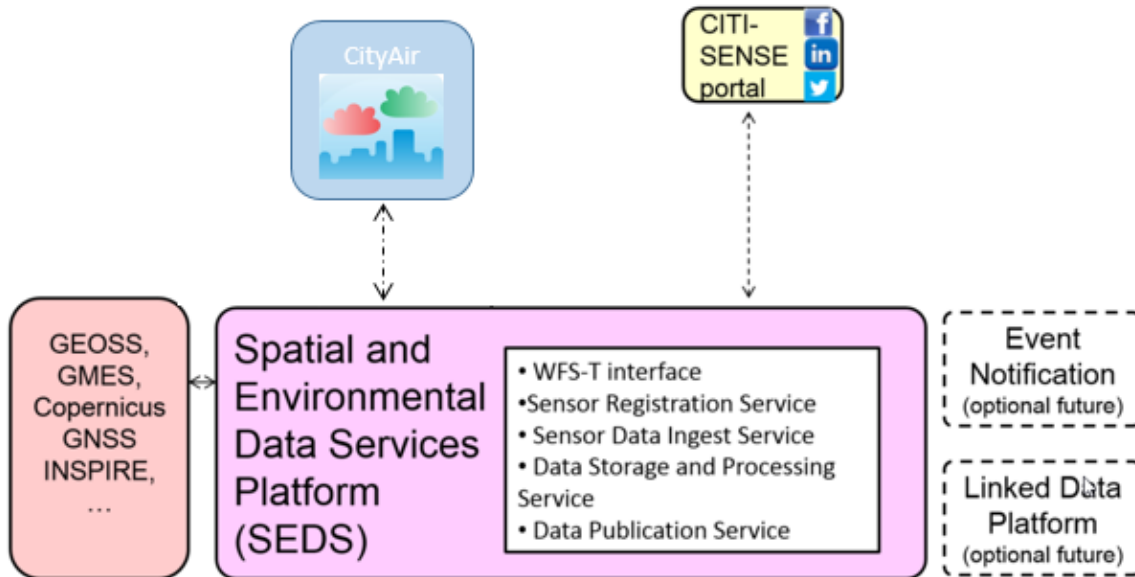 CityAir
CITI-
SENSE
portal
f
in
GEOSS,
GMES,
Copernicus
GNSS
INSPIRE,
…
Spatial and
Environmental
Data Services
Platform
(SEDS)
• WFS-T interface
•Sensor Registration Service
• Sensor Data Ingest Service
• Data Storage and Processing
Service
• Data Publication Service
Event
Notification
(optional future)
Linked Data
Platform
(optional future)